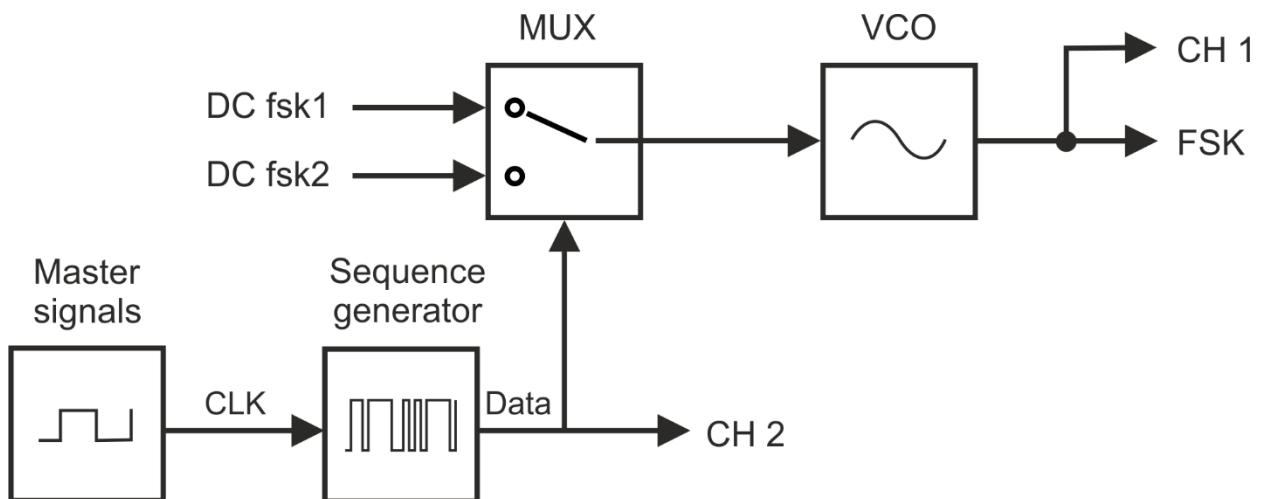 MUX
VCO
CH 1
DC fsk1
FSK
DC fsk2
Master
signals
Sequence
generator
CLK
Data
CH 2